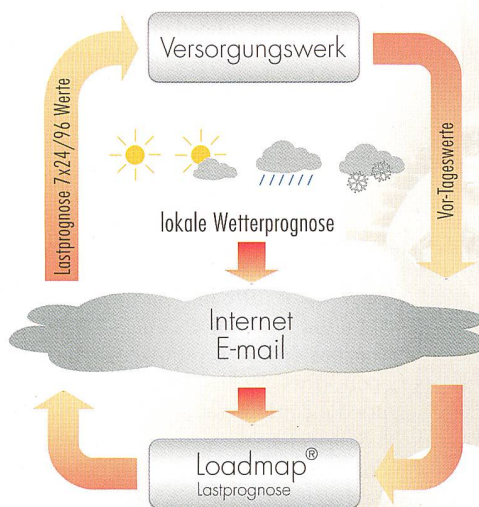 Versorgungswerk
Lastprognose 7x24/96 Werte
Vor-Tageswerte
lokale Wetterprognose
Internet
E-mail
Loadmap®
Lastprognose